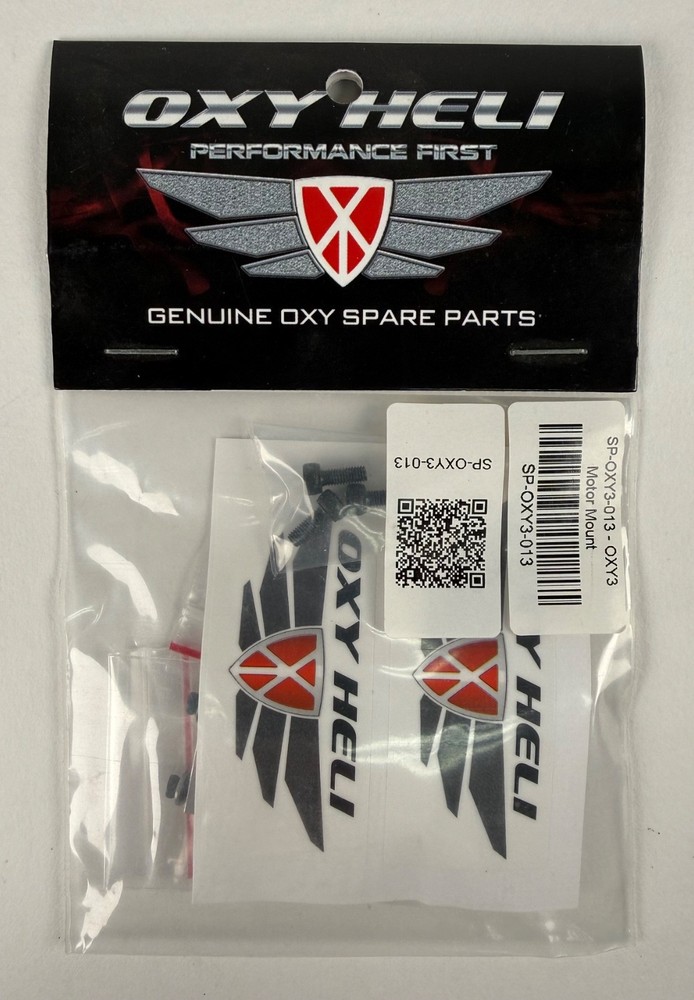 OXY HELI
PERFORMANCE FIRST
GENUINE OXY SPARE PARTS
SP-OXY3-013
SP-OXY3-013 - OXY3
Motor Mount
SP-OXY3-013
OXY HELI
Y HELI